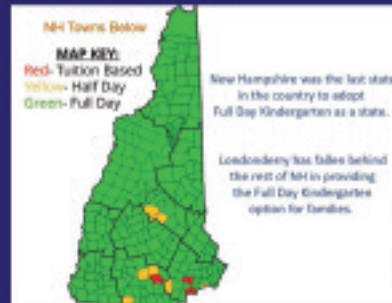 NH Towns Below
MAP KEY:
Red- Tuition Based
Yellow- Half Day
Green- Full Day
New Hampshire was the last state
in the country to adopt
Full Day Kindergarten as a state.
Londonderry has fallen behind
the rest of NH in providing
the Full Day Kindergarten
option for families.